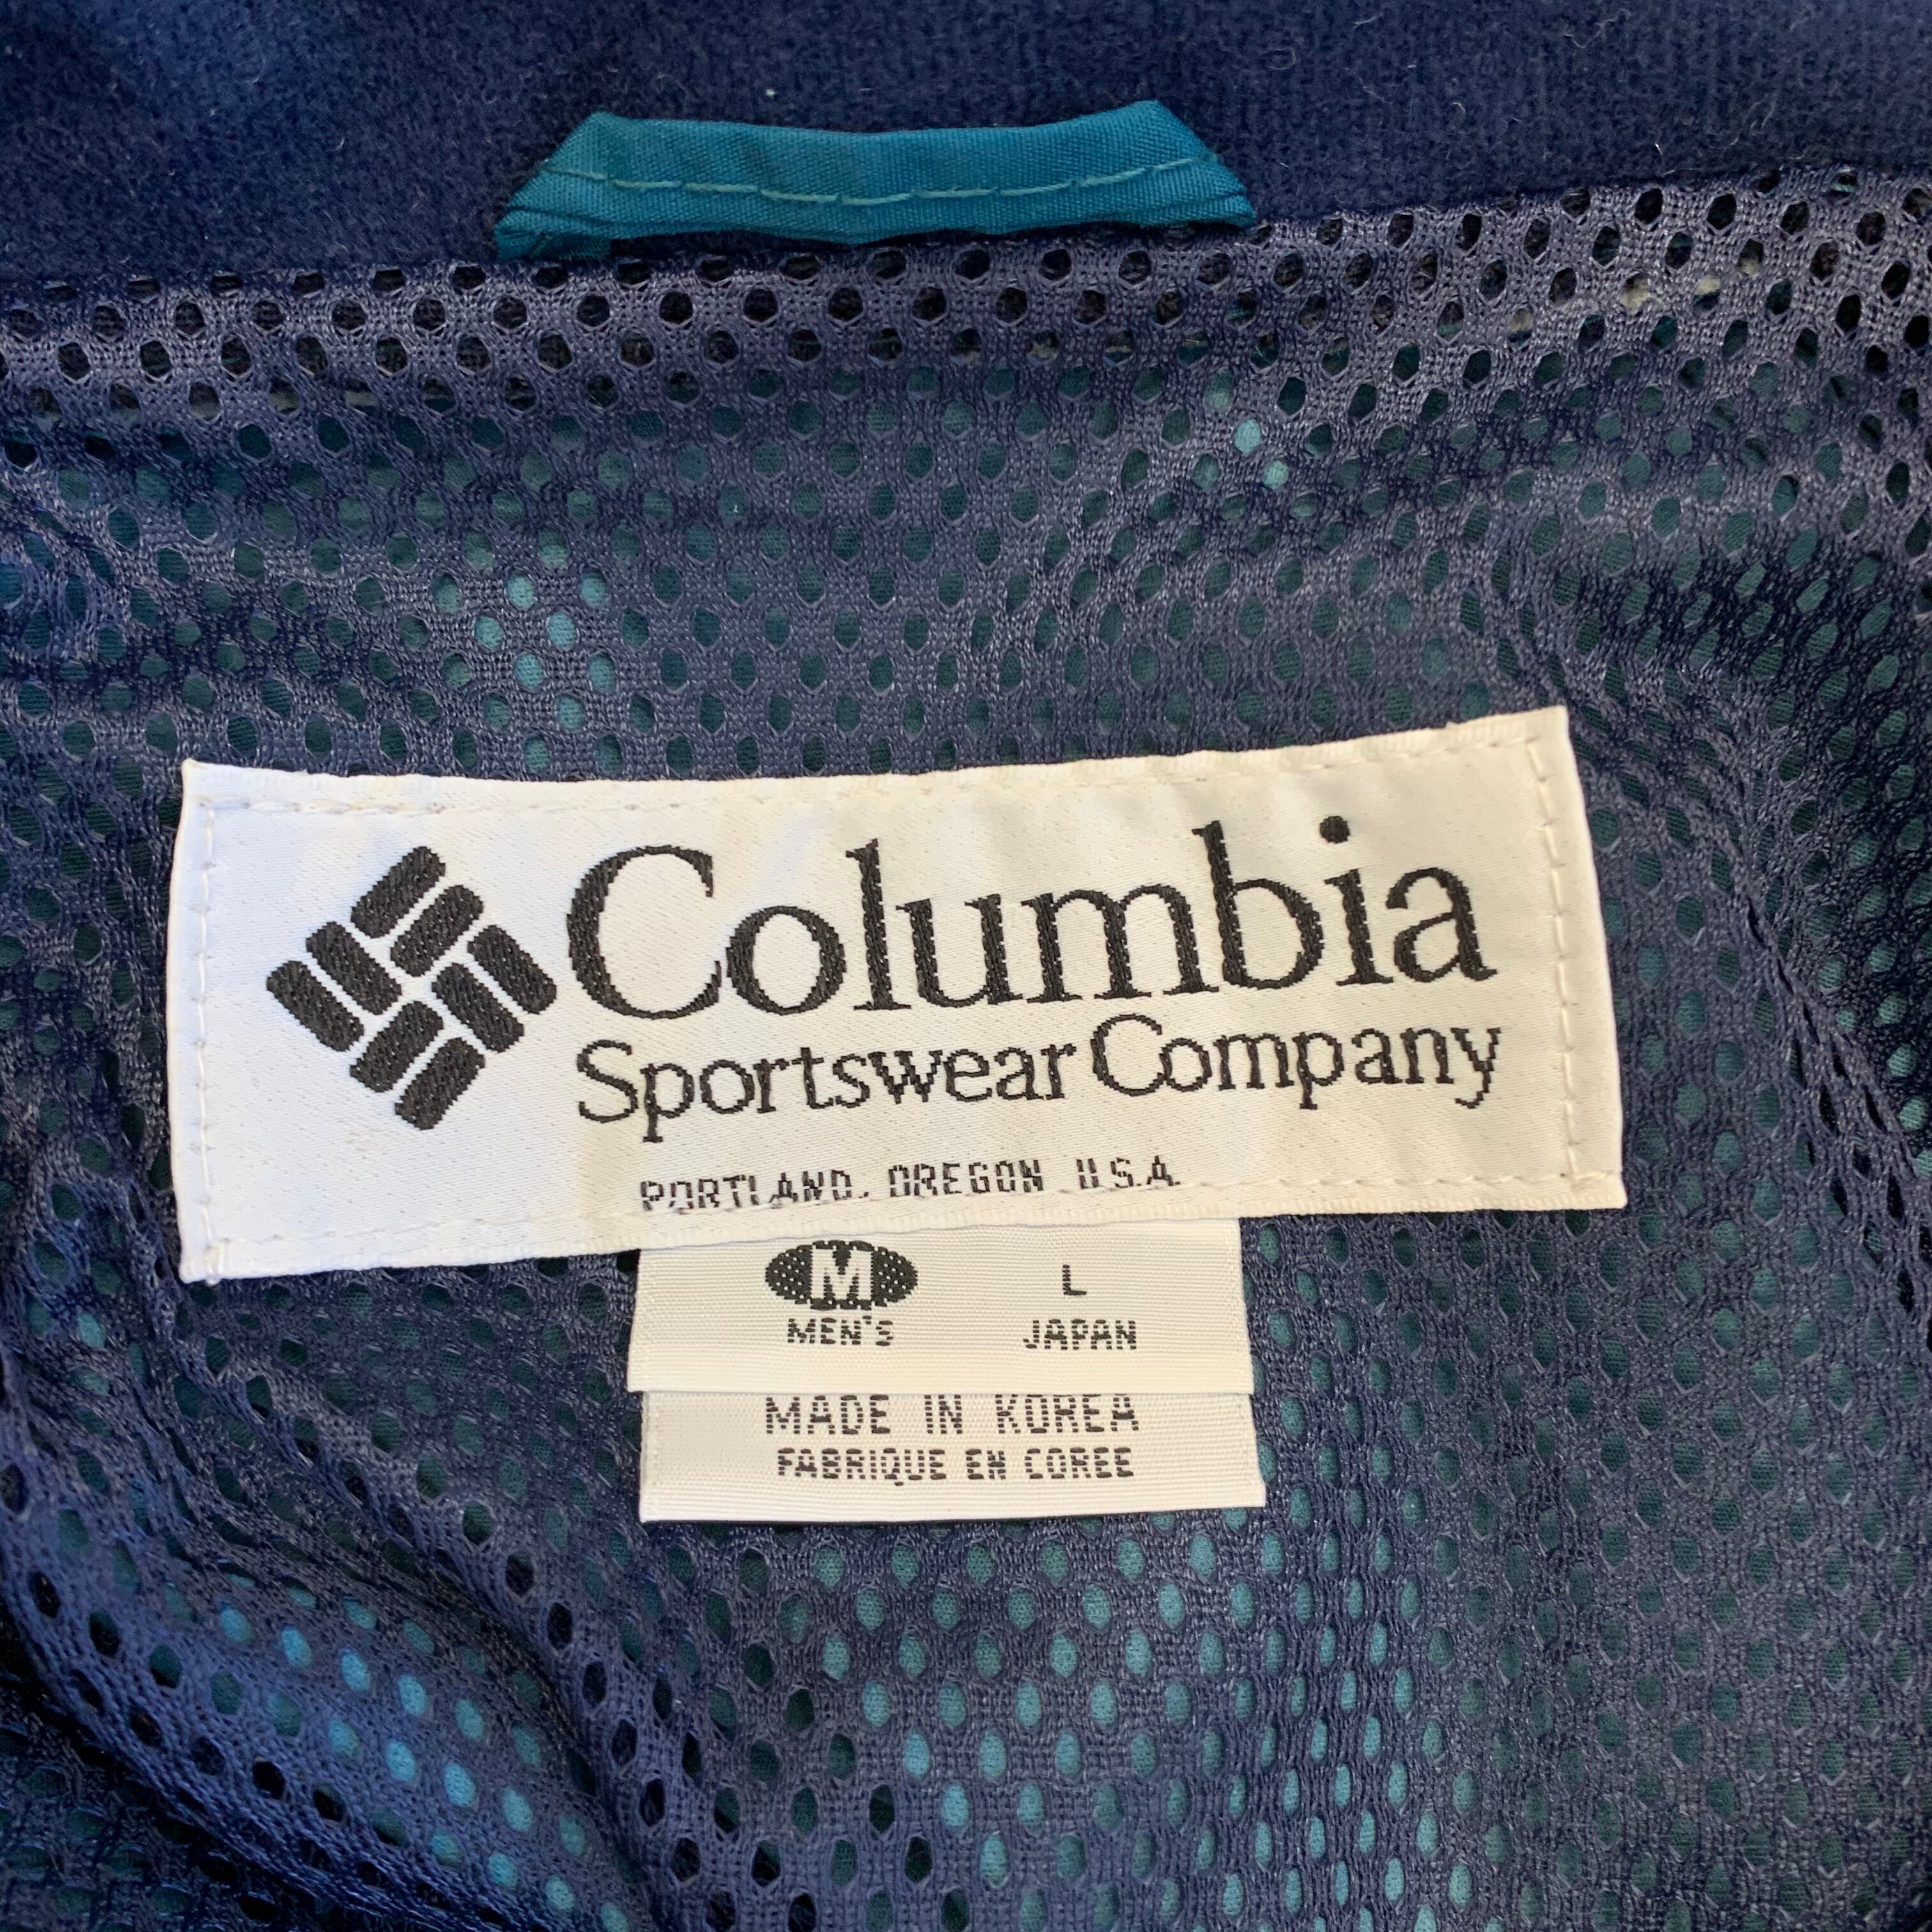 Columbia
Sportswear Company
PORTLAND, OREGON U.S.A.
M L
MEN'S JAPAN
MADE IN KOREA
FABRIQUE EN COREE